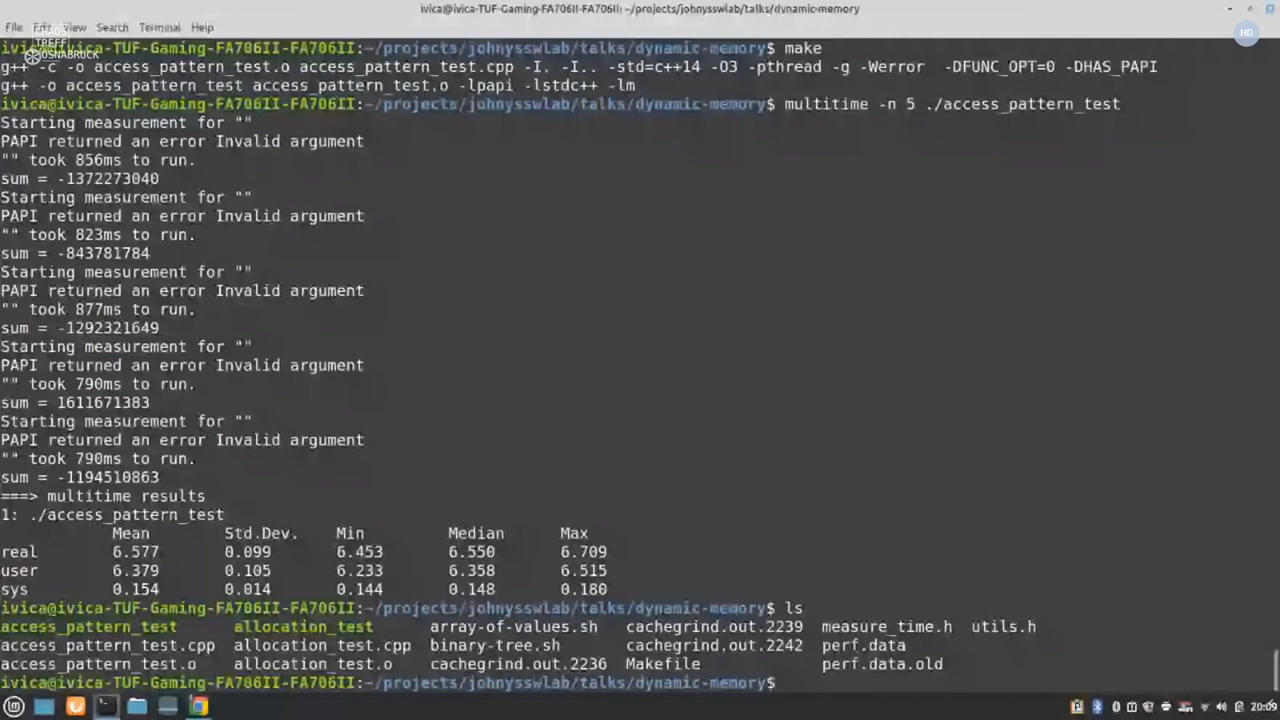 ivica@ivica-TUF-Gaming-FA706II-FA706II: ~/projects/johnysswlab/talks/dynamic-memory
File Edit View Search Terminal Help
TREFF
OSNABRÜCK
HD
ivica@ivica-TUF-Gaming-FA706II-FA706II:~/projects/johnysswlab/talks/dynamic-memory$ make
g++ -c -o access_pattern_test.o access_pattern_test.cpp -I. -I.. -std=c++14 -O3 -pthread -g -Werror  -DFUNC_OPT=0 -DHAS_PAPI
g++ -o access_pattern_test access_pattern_test.o -lpapi -lstdc++ -lm
ivica@ivica-TUF-Gaming-FA706II-FA706II:~/projects/johnysswlab/talks/dynamic-memory$ multitime -n 5 ./access_pattern_test
Starting measurement for ""
PAPI returned an error Invalid argument
"" took 856ms to run.
sum = -1372273040
Starting measurement for ""
PAPI returned an error Invalid argument
"" took 823ms to run.
sum = -843781784
Starting measurement for ""
PAPI returned an error Invalid argument
"" took 877ms to run.
sum = -1292321649
Starting measurement for ""
PAPI returned an error Invalid argument
"" took 790ms to run.
sum = 1611671383
Starting measurement for ""
PAPI returned an error Invalid argument
"" took 790ms to run.
sum = -1194510863
===> multitime results
1: ./access_pattern_test
Mean Std.Dev. Min Median Max
real 6.577 0.099 6.453 6.550 6.709
user 6.379 0.105 6.233 6.358 6.515
sys 0.154 0.014 0.144 0.148 0.180
ivica@ivica-TUF-Gaming-FA706II-FA706II:~/projects/johnysswlab/talks/dynamic-memory$ ls
access_pattern_test allocation_test array-of-values.sh cachegrind.out.2239 measure_time.h utils.h
access_pattern_test.cpp allocation_test.cpp binary-tree.sh cachegrind.out.2242 perf.data
access_pattern_test.o allocation_test.o cachegrind.out.2236 Makefile perf.data.old
ivica@ivica-TUF-Gaming-FA706II-FA706II:~/projects/johnysswlab/talks/dynamic-memory$
20:09